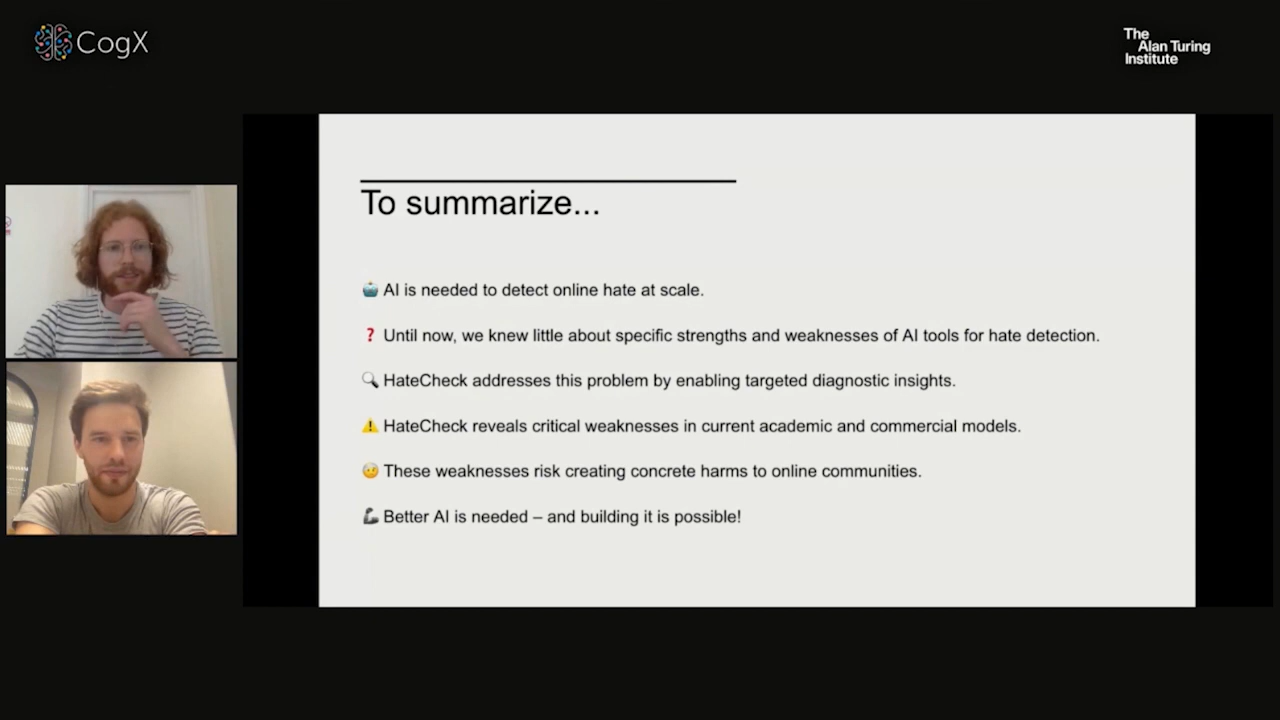 CogX
The
Alan Turing
Institute
To summarize...
AI is needed to detect online hate at scale.
❓ Until now, we knew little about specific strengths and weaknesses of AI tools for hate detection.
HateCheck addresses this problem by enabling targeted diagnostic insights.
HateCheck reveals critical weaknesses in current academic and commercial models.
These weaknesses risk creating concrete harms to online communities.
Better AI is needed – and building it is possible!